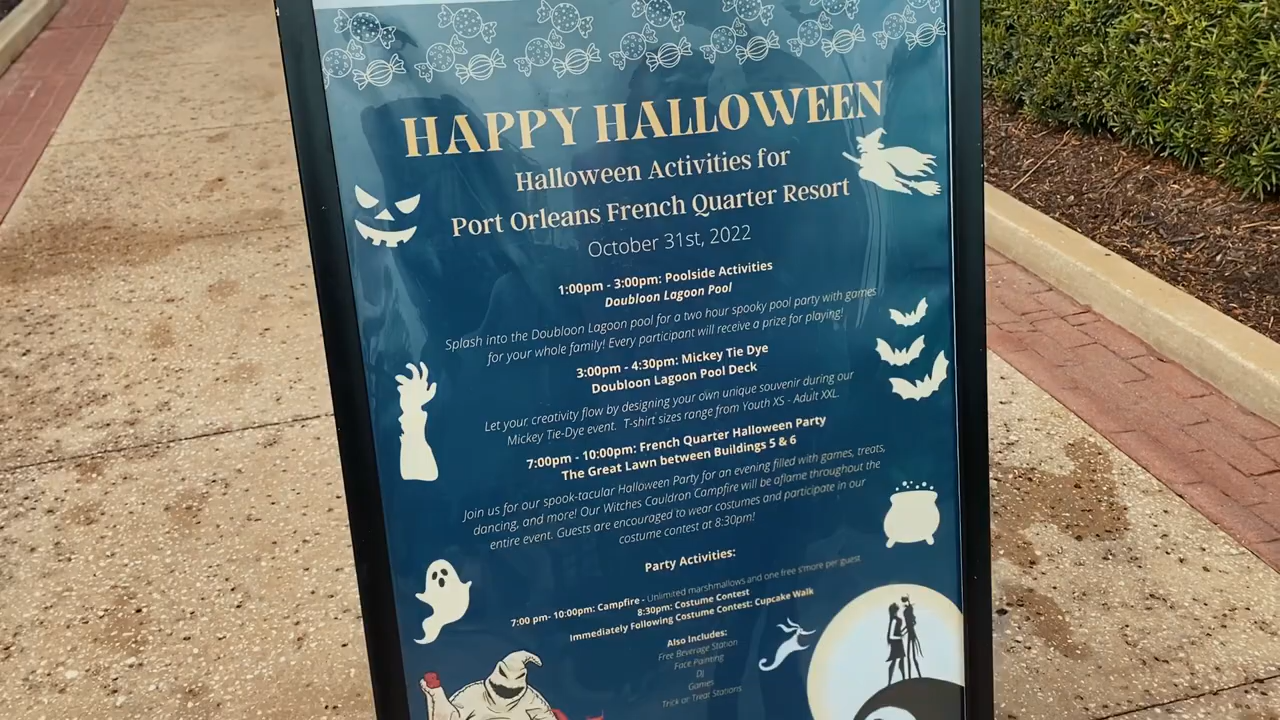 HAPPY HALLOWEEN
Halloween Activities for
Port Orleans French Quarter Resort
October 31st, 2022
1:00pm - 3:00pm: Poolside Activities
Doubloon Lagoon Pool
Splash into the Doubloon Lagoon pool for a two hour spooky pool party with games
for your whole family! Every participant will receive a prize for playing!
3:00pm - 4:30pm: Mickey Tie Dye
Doubloon Lagoon Pool Deck
Let your creativity flow by designing your own unique souvenir during our
Mickey Tie-Dye event. T-shirt sizes range from Youth XS - Adult XXL.
7:00pm - 10:00pm: French Quarter Halloween Party
The Great Lawn between Buildings 5 & 6
Join us for our spook-tacular Halloween Party for an evening filled with games, treats,
dancing, and more! Our Witches Cauldron Campfire will be aflame throughout the
entire event. Guests are encouraged to wear costumes and participate in our
costume contest at 8:30pm!
Party Activities:
7:00 pm- 10:00pm: Campfire - Unlimited marshmallows and one free s'more per guest
8:30pm: Costume Contest
Immediately Following Costume Contest: Cupcake Walk
Also Includes:
Free Beverage Station
Face Painting
DJ
Games
Trick or Treat Stations